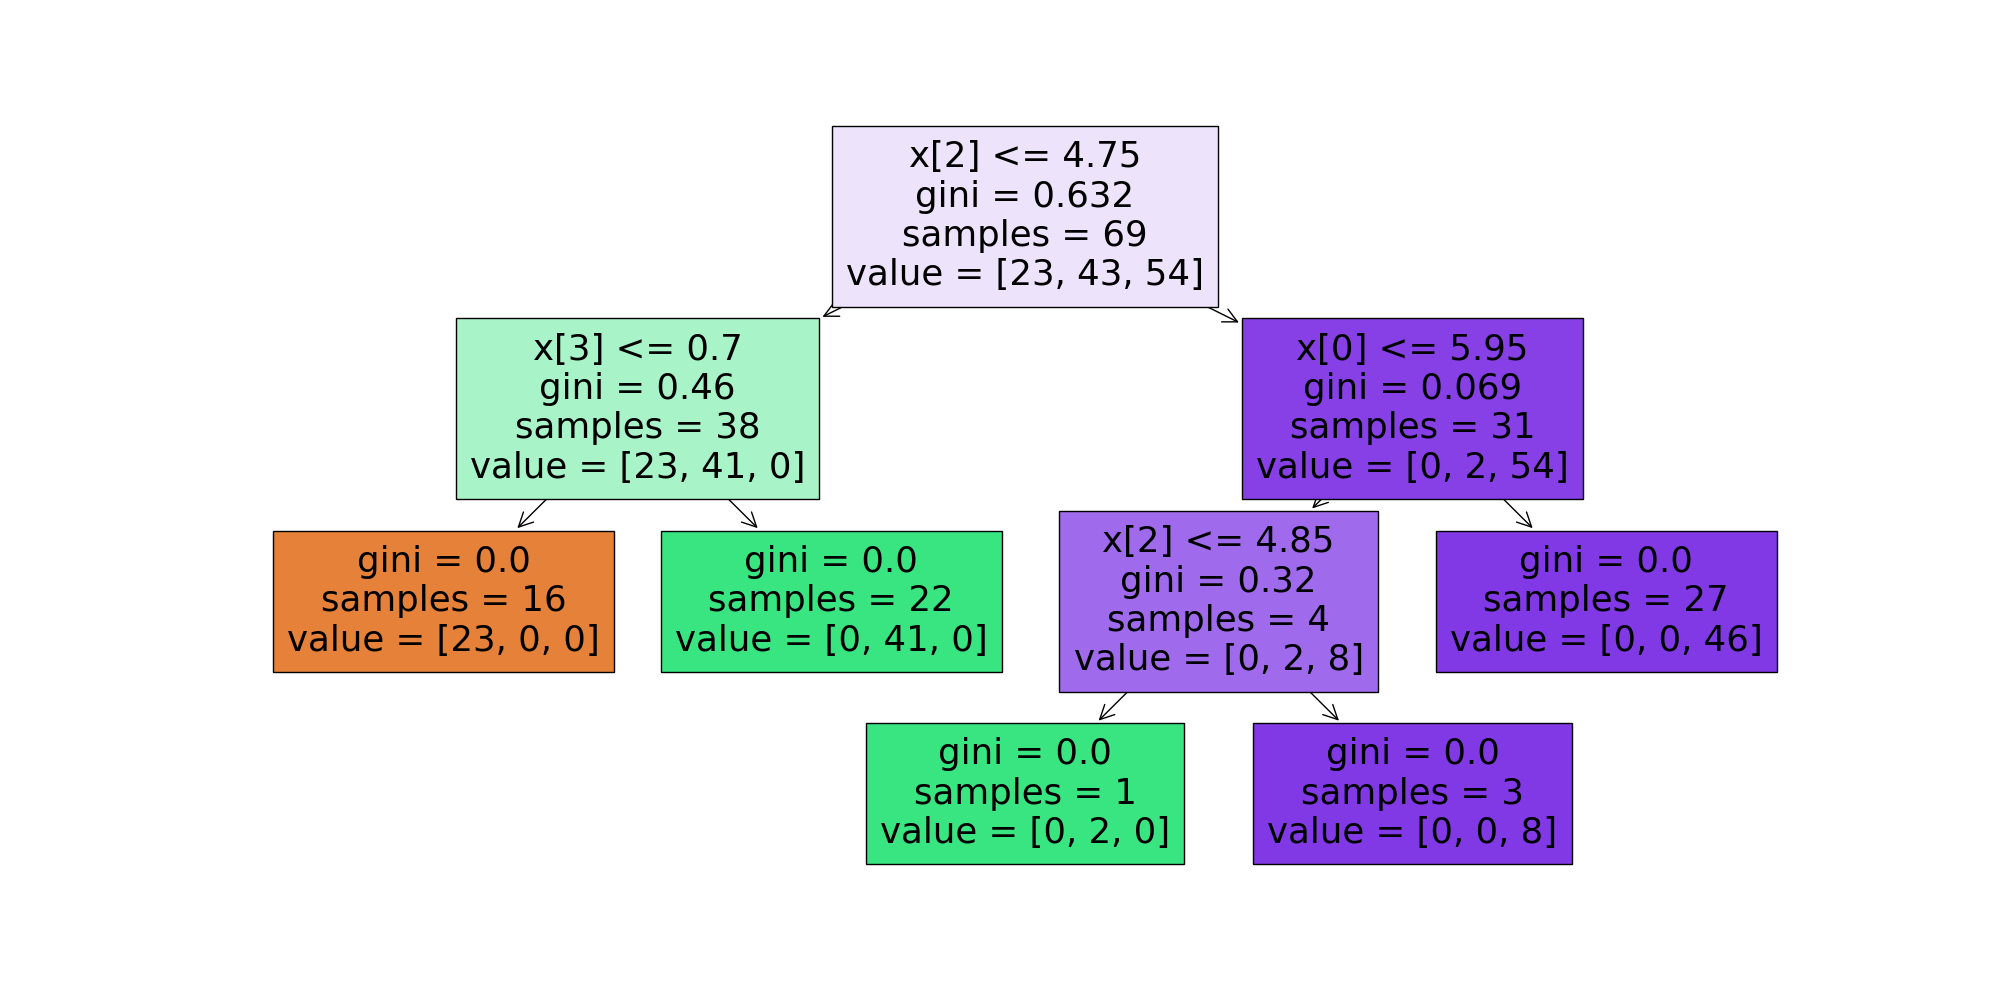 x[2] <= 4.75
gini = 0.632
samples = 69
value = [23, 43, 54]
x[3] <= 0.7
gini = 0.46
samples = 38
value = [23, 41, 0]
x[0] <= 5.95
gini = 0.069
samples = 31
value = [0, 2, 54]
gini = 0.0
samples = 16
value = [23, 0, 0]
gini = 0.0
samples = 22
value = [0, 41, 0]
x[2] <= 4.85
gini = 0.32
samples = 4
value = [0, 2, 8]
gini = 0.0
samples = 27
value = [0, 0, 46]
gini = 0.0
samples = 1
value = [0, 2, 0]
gini = 0.0
samples = 3
value = [0, 0, 8]